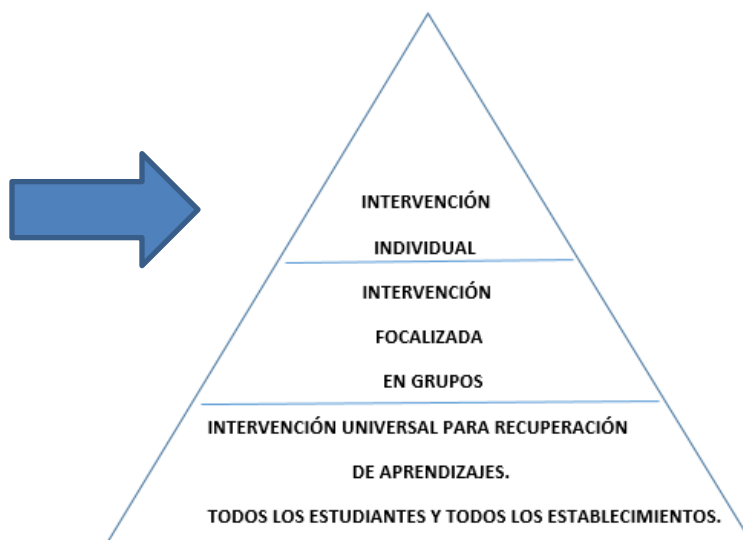 INTERVENCIÓN
INDIVIDUAL
INTERVENCIÓN
FOCALIZADA
EN GRUPOS
INTERVENCIÓN UNIVERSAL PARA RECUPERACIÓN
DE APRENDIZAJES.
TODOS LOS ESTUDIANTES Y TODOS LOS ESTABLECIMIENTOS.